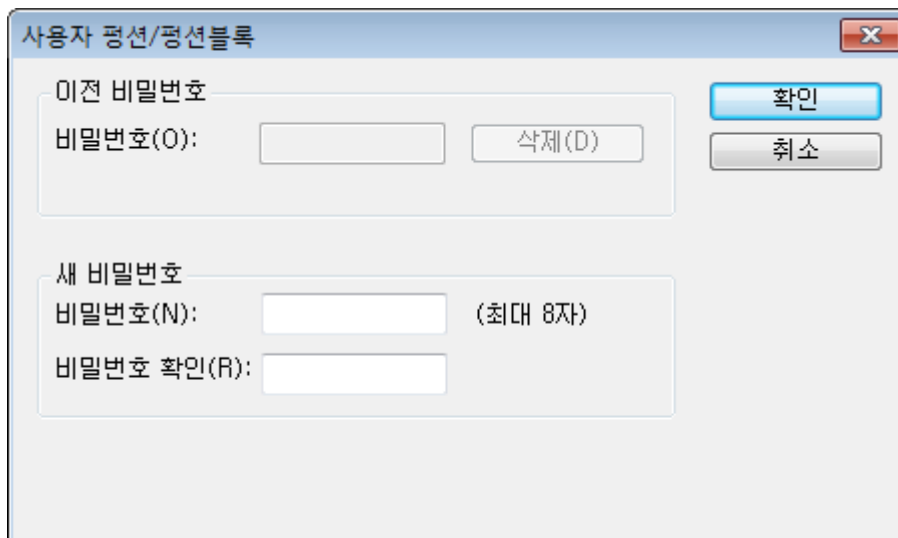 사용자 펑션/펑션블록
이전 비밀번호
비밀번호(O):
삭제(D)
확인
취소
새 비밀번호
비밀번호(N):
(최대 8자)
비밀번호 확인(R):